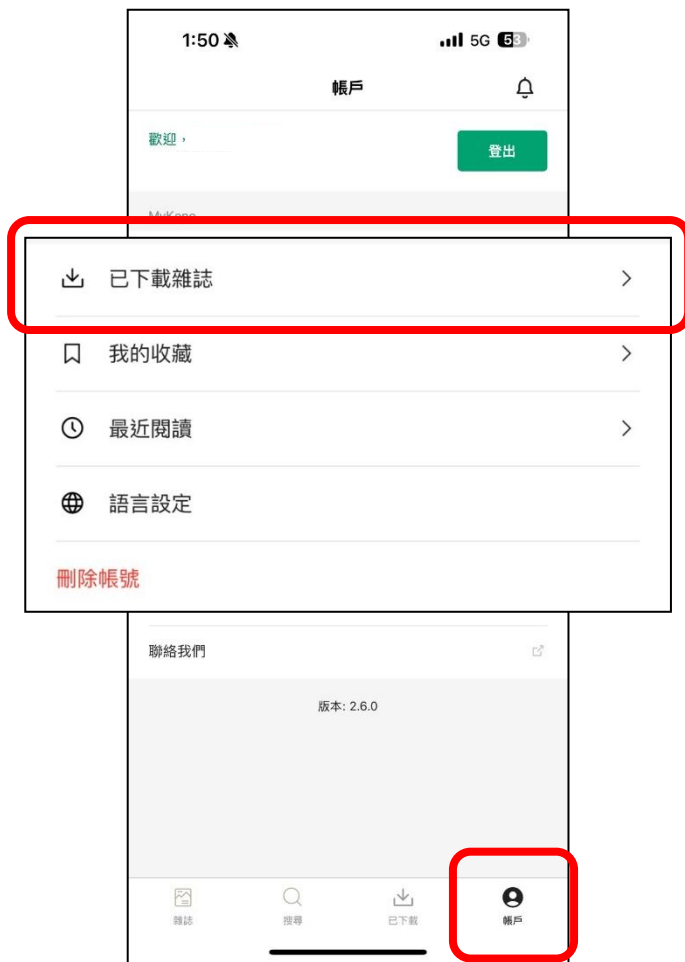 1:50 5G 53
帳戶
歡迎，
登出
MyKono
已下載雜誌
我的收藏
最近閱讀
語言設定
刪除帳號
聯絡我們
版本: 2.6.0
雜誌 搜尋 已下載 帳戶